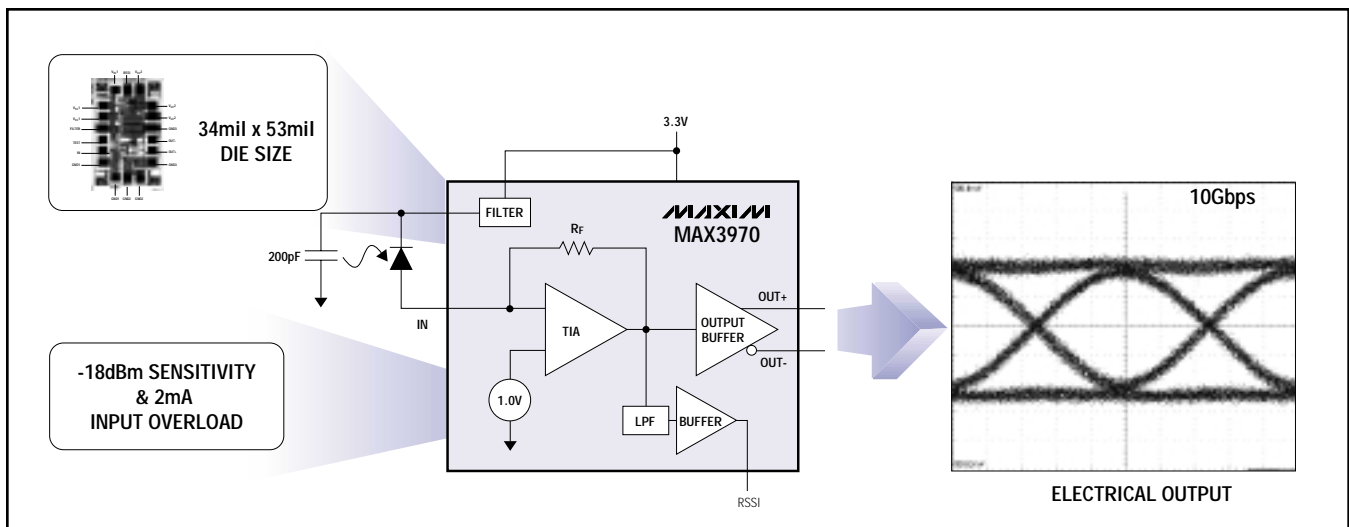 34mil x 53mil
DIE SIZE
3.3V
FILTER
MAXIM
MAX3970
RF
200pF
IN
TIA
1.0V
OUT+
OUTPUT
BUFFER
OUT-
LPF
BUFFER
RSSI
-18dBm SENSITIVITY
& 2mA
INPUT OVERLOAD
10Gbps
ELECTRICAL OUTPUT